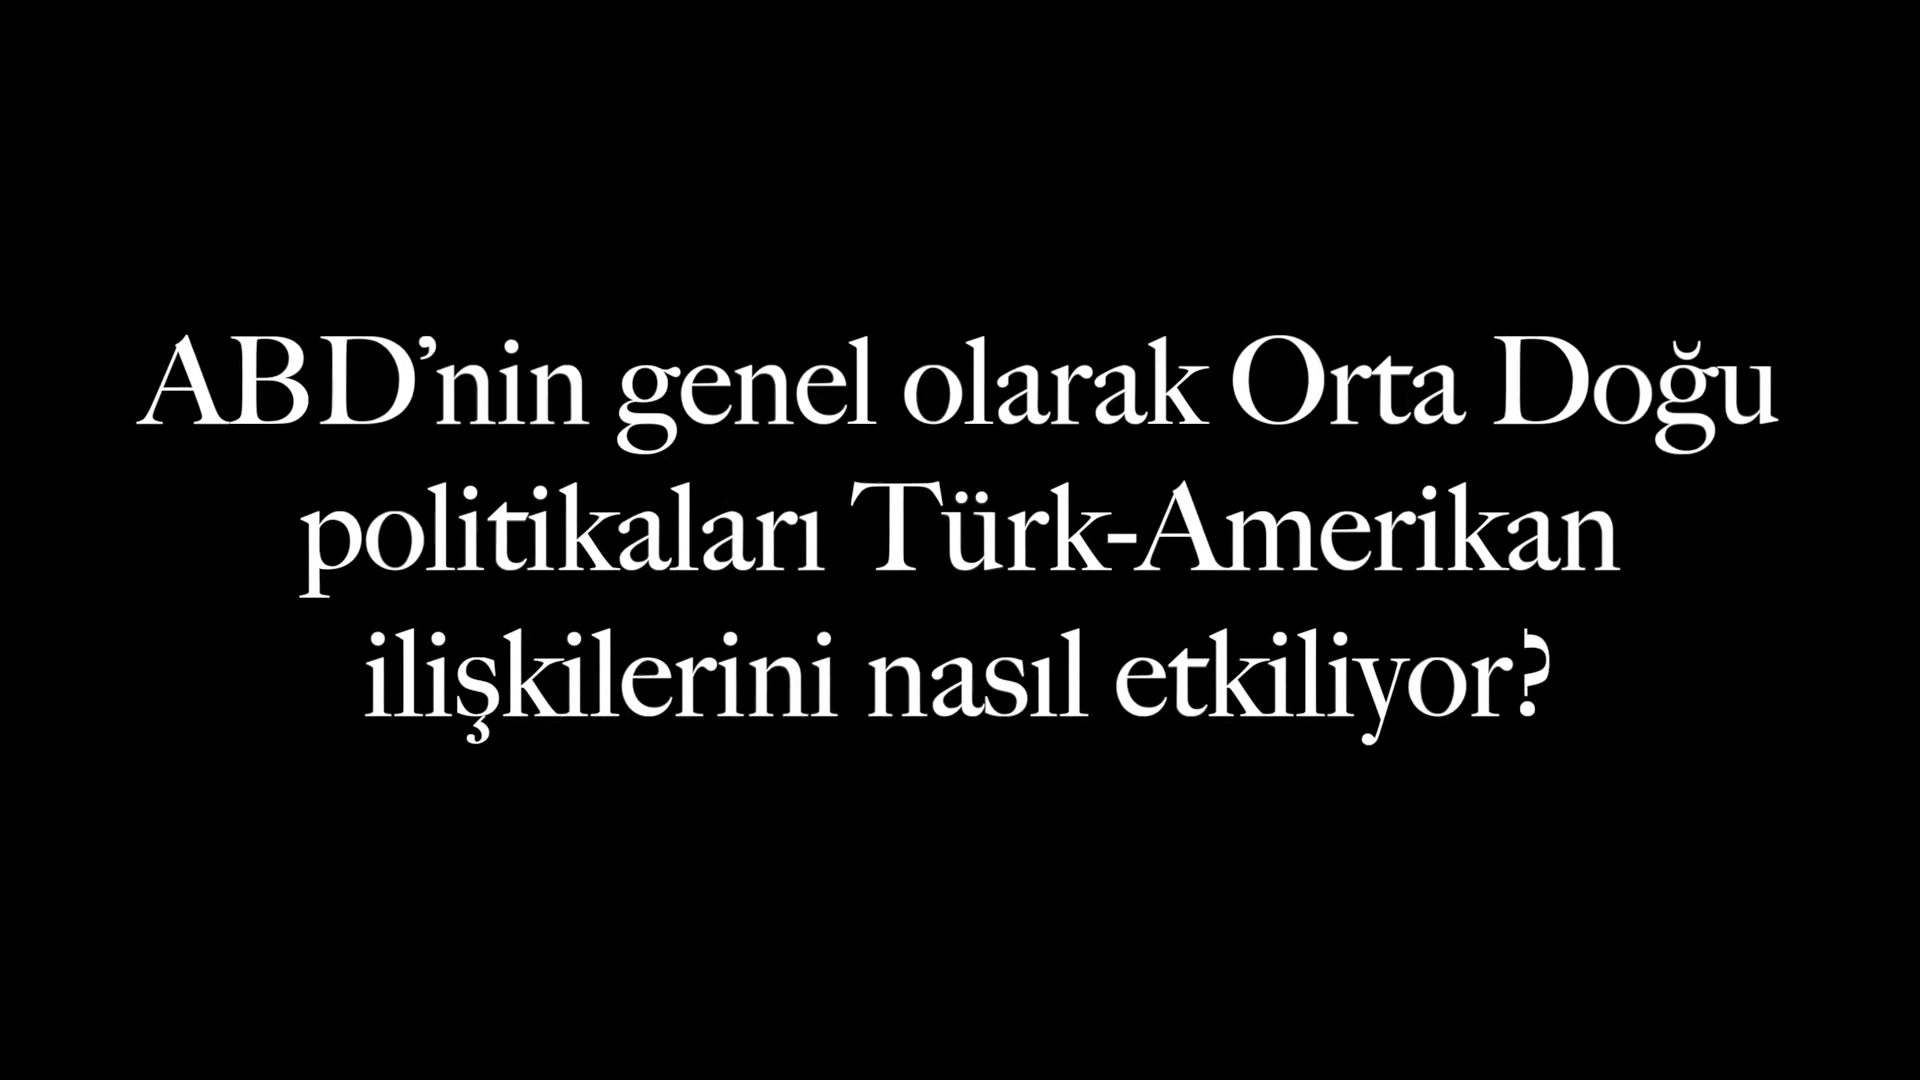 ABD’nin genel olarak Orta Doğu
politikaları Türk-Amerikan
ilişkilerini nasıl etkiliyor?